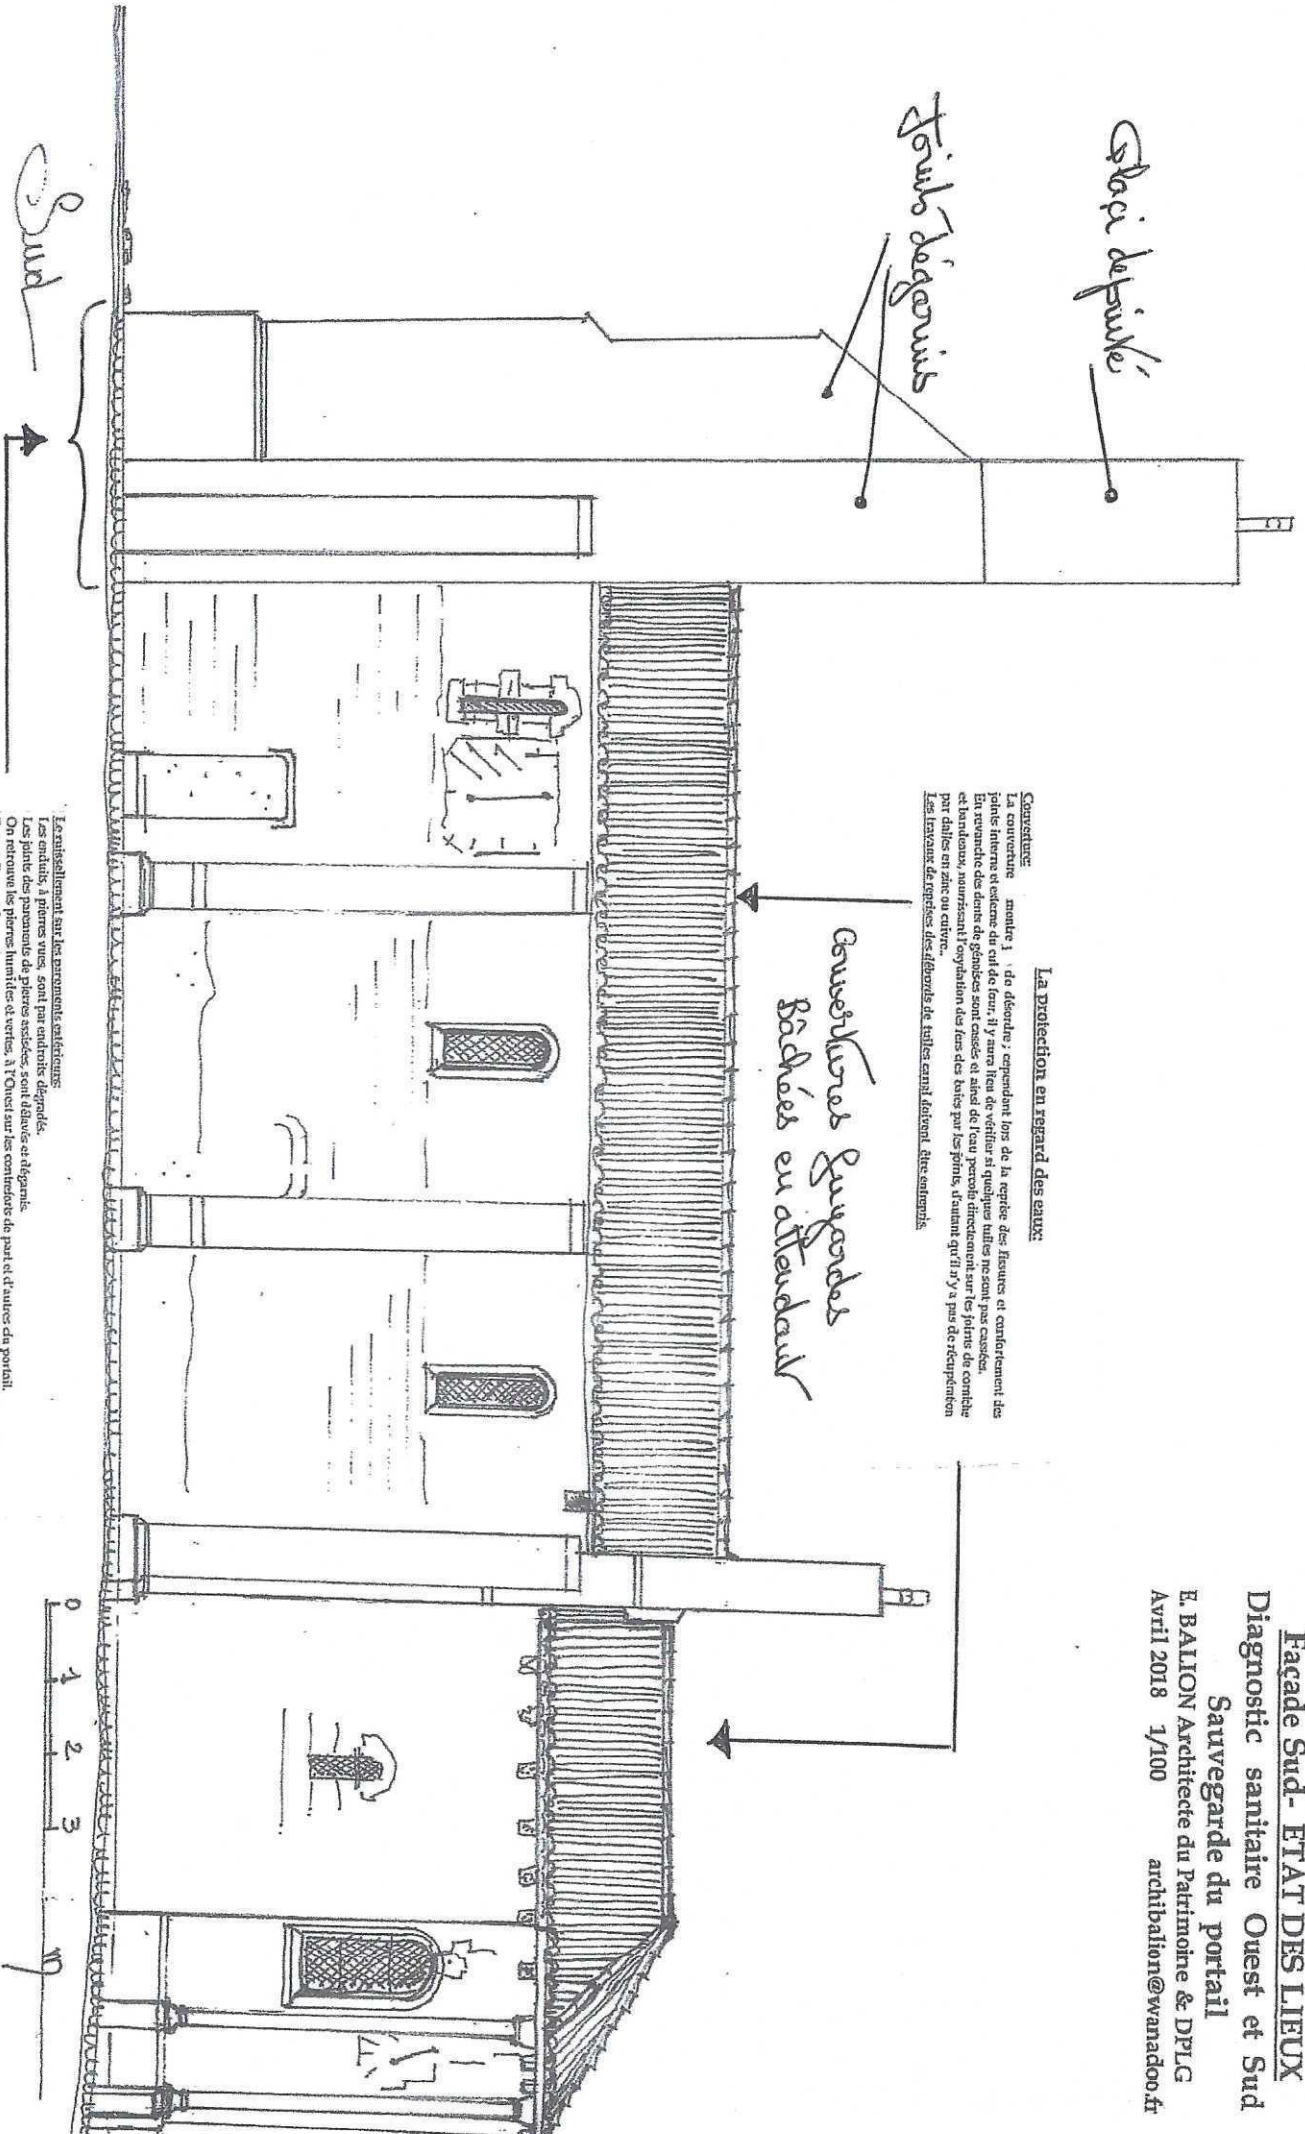 Façade Sud- ETAT DES LIEUX
Diagnostic sanitaire Ouest et Sud
Sauvegarde du portail
E. BALION Architecte du Patrimoine & DPLG
Avril 2018 1/100 archibalion@wanadoo.fr
Glaçi dejointé
Joints dégarnis
La protection en regard des eaux:
Couverture:
La couverture montre de désordre ; cependant lors de la reprise des fissures et confortement des
joints interne et externe du cul de four, il y aura lieu de vérifier si quelques tuiles ne sont pas cassées.
En revanche des dents de génoises sont cassés et ainsi de l'eau percole directement sur les joints de corniche
et bandeaux, nourrissant l'oxydation des fers des baies par les joints, d'autant qu'il n'y a pas de récupération
par dalles en zinc ou cuivre..
Les travaux de reprises des débords de tuiles canal doivent être entrepris.
Couvertures fuyardes
Bâchées en attendant
0 1 2 3 m
Sud
Le ruissellement sur les parements extérieurs:
Les enduits, à pierres vues, sont par endroits dégradés.
Les joints des parements de pierres assisées, sont délavés et dégarnis.
On retrouve les pierres humides et vertes, à l'Ouest sur les contreforts de part et d'autres du portail.